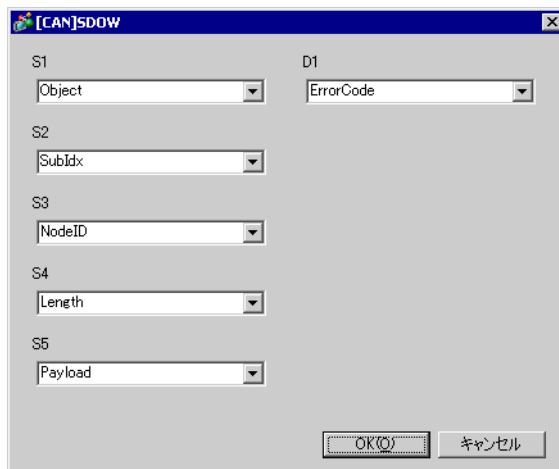 [CAN]SDOW
S1
Object
D1
ErrorCode
S2
SubIdx
S3
NodeID
S4
Length
S5
Payload
OK(O)
キャンセル